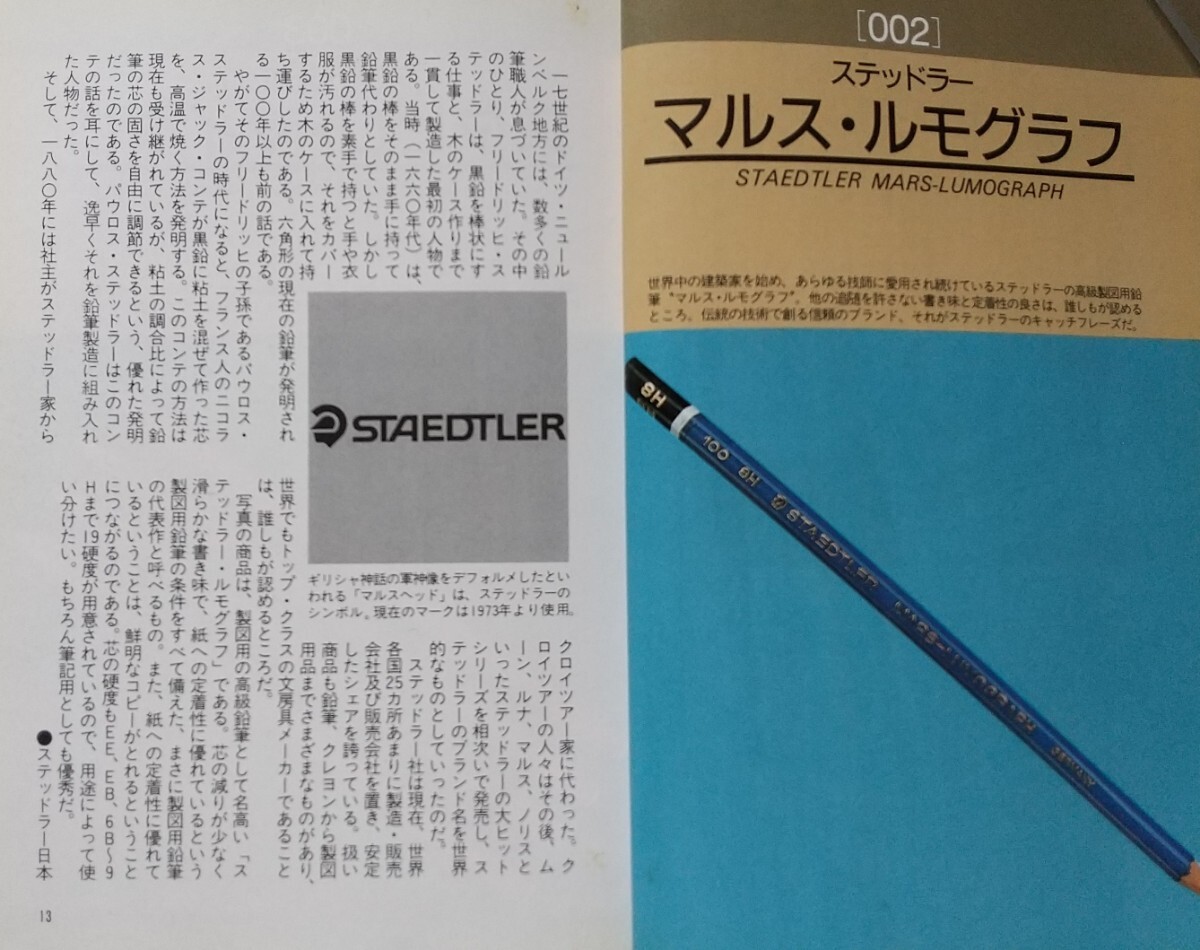 [002]
ステッドラー
マルス・ルモグラフ
STAEDTLER MARS-LUMOGRAPH
世界中の建築家を始め、あらゆる技師に愛用され続けているステッドラーの高級製図用鉛
筆“マルス・ルモグラフ”。他の追随を許さない書き味と定着性の良さは、誰しもが認める
ところ。伝統の技術で創る信頼のブランド、それがステッドラーのキャッチフレーズだ。
6H
100 6H STAEDTLER MARS-LUMOGRAPH GERMANY
一七世紀のドイツ・ニュール
ンベルク地方には、数多くの鉛
筆職人が息づいていた。その中
のひとり、フリードリッヒ・ス
テッドラーは、黒鉛を棒状にす
る仕事と、木のケース作りまで
一貫して製造した最初の人物で
ある。当時（一六六〇年代）は、
黒鉛の棒をそのまま手に持って
鉛筆代わりとしていた。しかし
黒鉛の棒を素手で持つと手や衣
服が汚れるので、それをカバー
するため木のケースに入れて持
ち運びしたのである。六角形の現在の鉛筆が発明され
る一〇〇年以上も前の話である。
やがてそのフリードリッヒの子孫であるパウロス・
ステッドラーの時代になると、フランス人のニコラ
ス・ジャック・コンテが黒鉛に粘土を混ぜて作った芯
を、高温で焼く方法を発明する。このコンテの方法は
現在も受け継がれているが、粘土の調合比によって鉛
筆の芯の固さを自由に調節できるという、優れた発明
だったのである。パウロス・ステッドラーはこのコン
テの話を耳にして、逸早くそれを鉛筆製造に組み入れ
た人物だった。
そして、一八八〇年には社主がステッドラー家から
STAEDTLER
ギリシャ神話の軍神像をデフォルメしたとい
われる「マルスヘッド」は、ステッドラーの
シンボル。現在のマークは1973年より使用。
クロイツアー家に代わった。ク
ロイツアーの人々はその後、ム
ーン、ルナ、マルス、ノリスと
いったステッドラーの大ヒット
シリーズを相次いで発売し、ス
テッドラーのブランド名を世界
的なものとしていったのだ。
ステッドラー社は現在、世界
各国25カ所あまりに製造・販売
会社及び販売会社を置き、安定
したシェアを誇っている。扱い
商品も鉛筆、クレヨンから製図
用品までさまざまなものがあり、
世界でもトップ・クラスの文房具メーカーであること
は、誰しもが認めるところだ。
写真の商品は、製図用の高級鉛筆として名高い「ス
テッドラー・ルモグラフ」である。芯の減りが少なく
滑らかな書き味で、紙への定着性に優れているという
製図用鉛筆の条件をすべて備えた、まさに製図用鉛筆
の代表作と呼べるもの。また、紙への定着性に優れて
いるということは、鮮明なコピーがとれるということ
につながるのである。芯の硬度もEE、EB、6B〜9
Hまで19硬度が用意されているので、用途によって使
い分けたい。もちろん筆記用としても優秀だ。
●ステッドラー日本
13